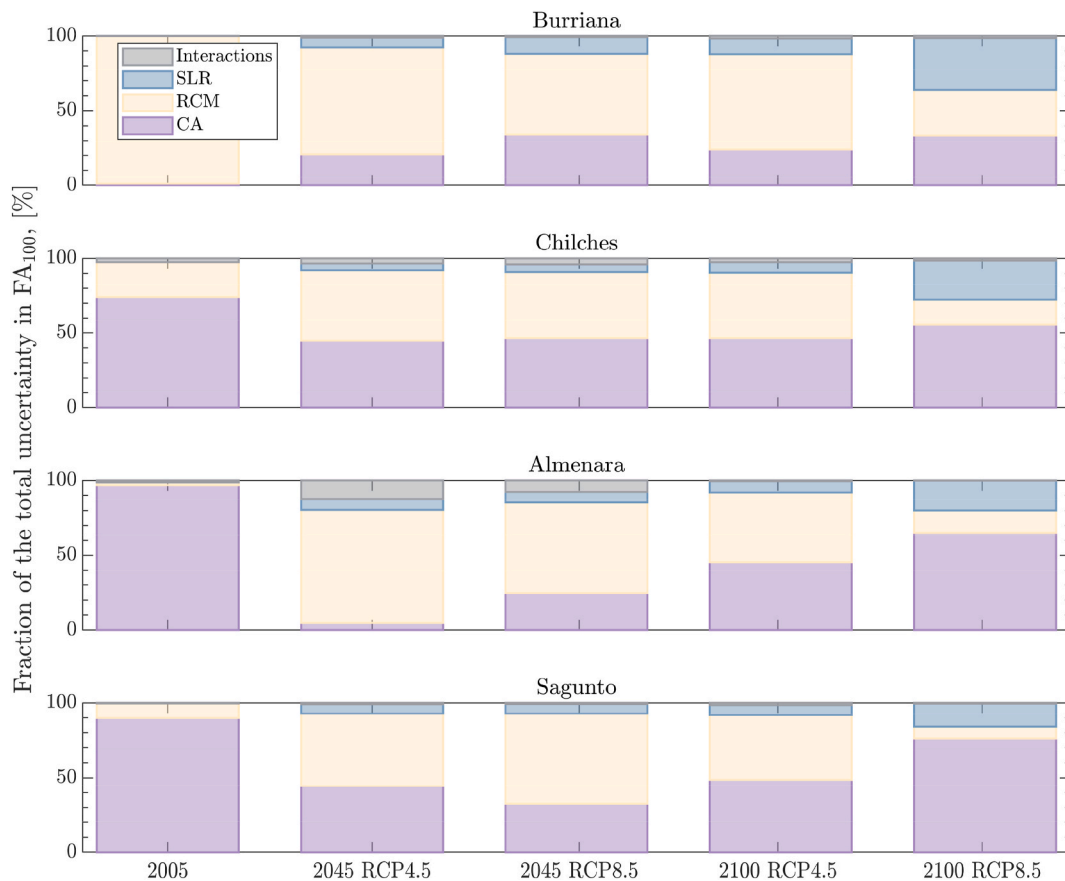 Burriana
100
50
0
Interactions
SLR
RCM
CA
Chilches
100
50
0
Almenara
100
50
0
Sagunto
100
50
0
2005 2045 RCP4.5 2045 RCP8.5 2100 RCP4.5 2100 RCP8.5
Fraction of the total uncertainty in FA₁₀₀, [%]